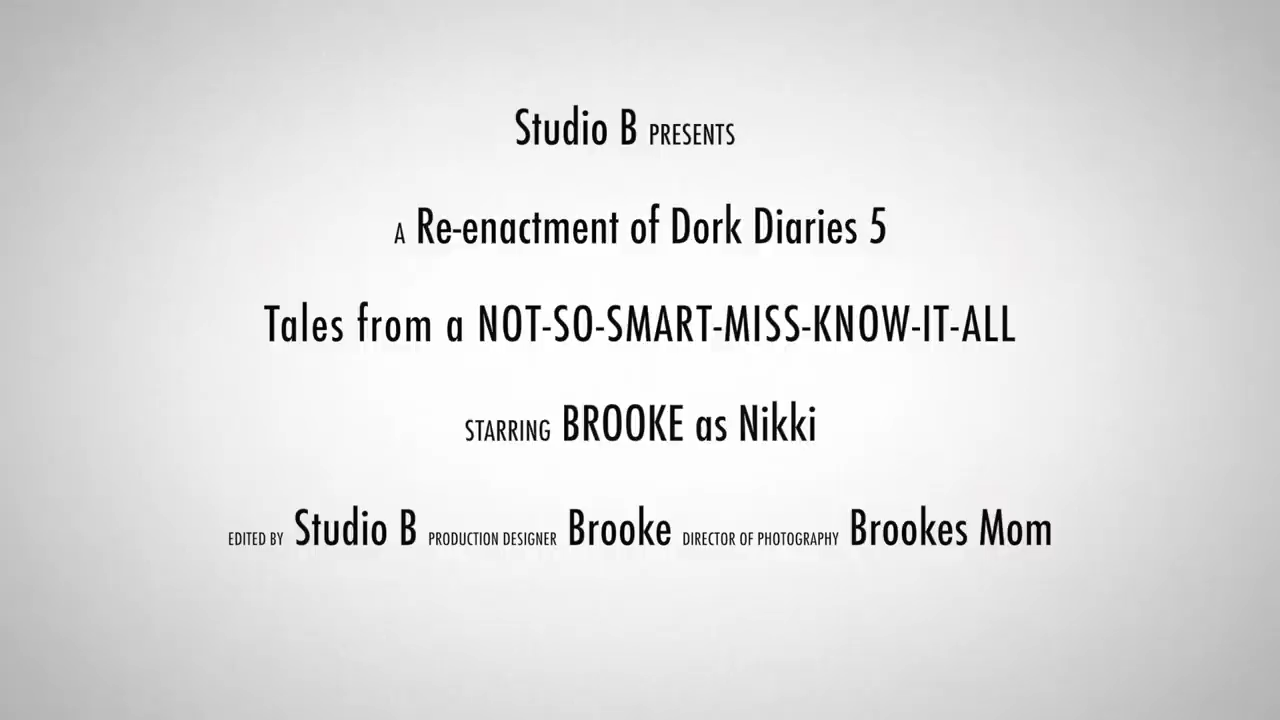 Studio B PRESENTS
A Re-enactment of Dork Diaries 5
Tales from a NOT-SO-SMART-MISS-KNOW-IT-ALL
STARRING BROOKE as Nikki
EDITED BY Studio B PRODUCTION DESIGNER Brooke DIRECTOR OF PHOTOGRAPHY Brookes Mom